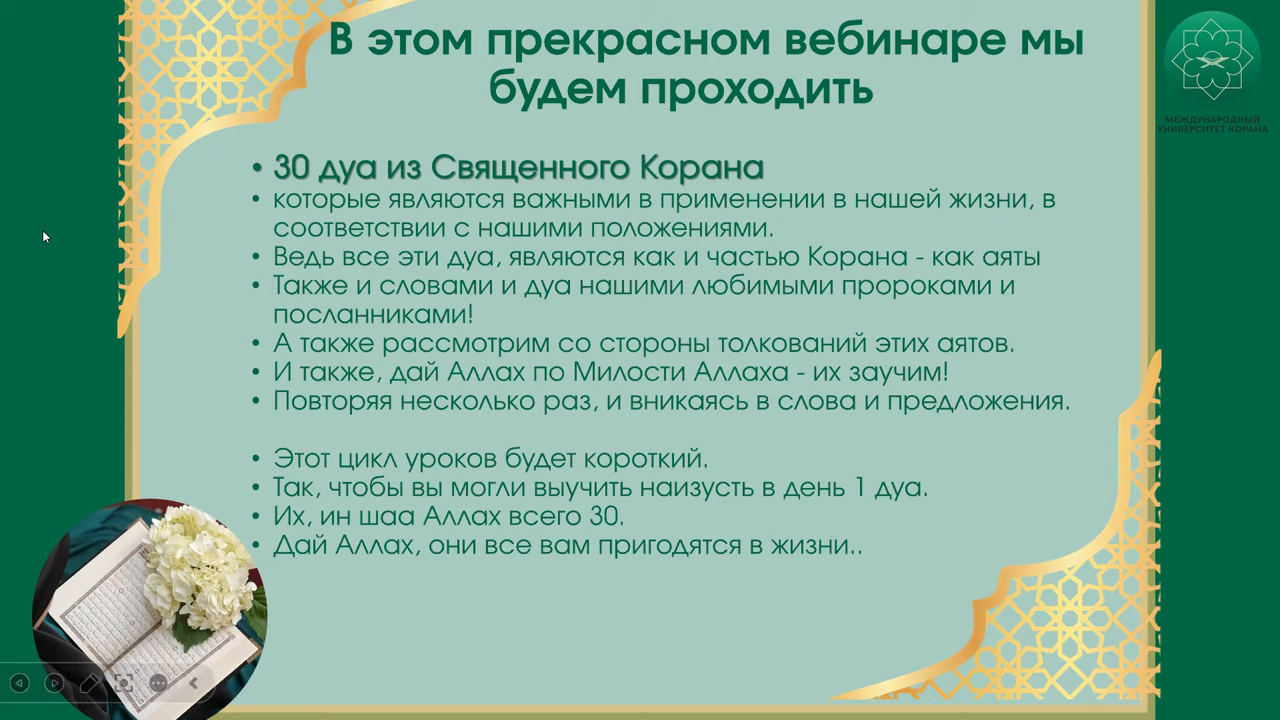 В этом прекрасном вебинаре мы
будем проходить
МЕЖДУНАРОДНЫЙ
УНИВЕРСИТЕТ КОРАНА
• 30 дуа из Священного Корана
• которые являются важными в применении в нашей жизни, в
соответствии с нашими положениями.
• Ведь все эти дуа, являются как и частью Корана - как аяты
• Также и словами и дуа нашими любимыми пророками и
посланниками!
• А также рассмотрим со стороны толкований этих аятов.
• И также, дай Аллах по Милости Аллаха - их заучим!
• Повторяя несколько раз, и вникаясь в слова и предложения.
• Этот цикл уроков будет короткий.
• Так, чтобы вы могли выучить наизусть в день 1 дуа.
• Их, ин шаа Аллах всего 30.
• Дай Аллах, они все вам пригодятся в жизни..